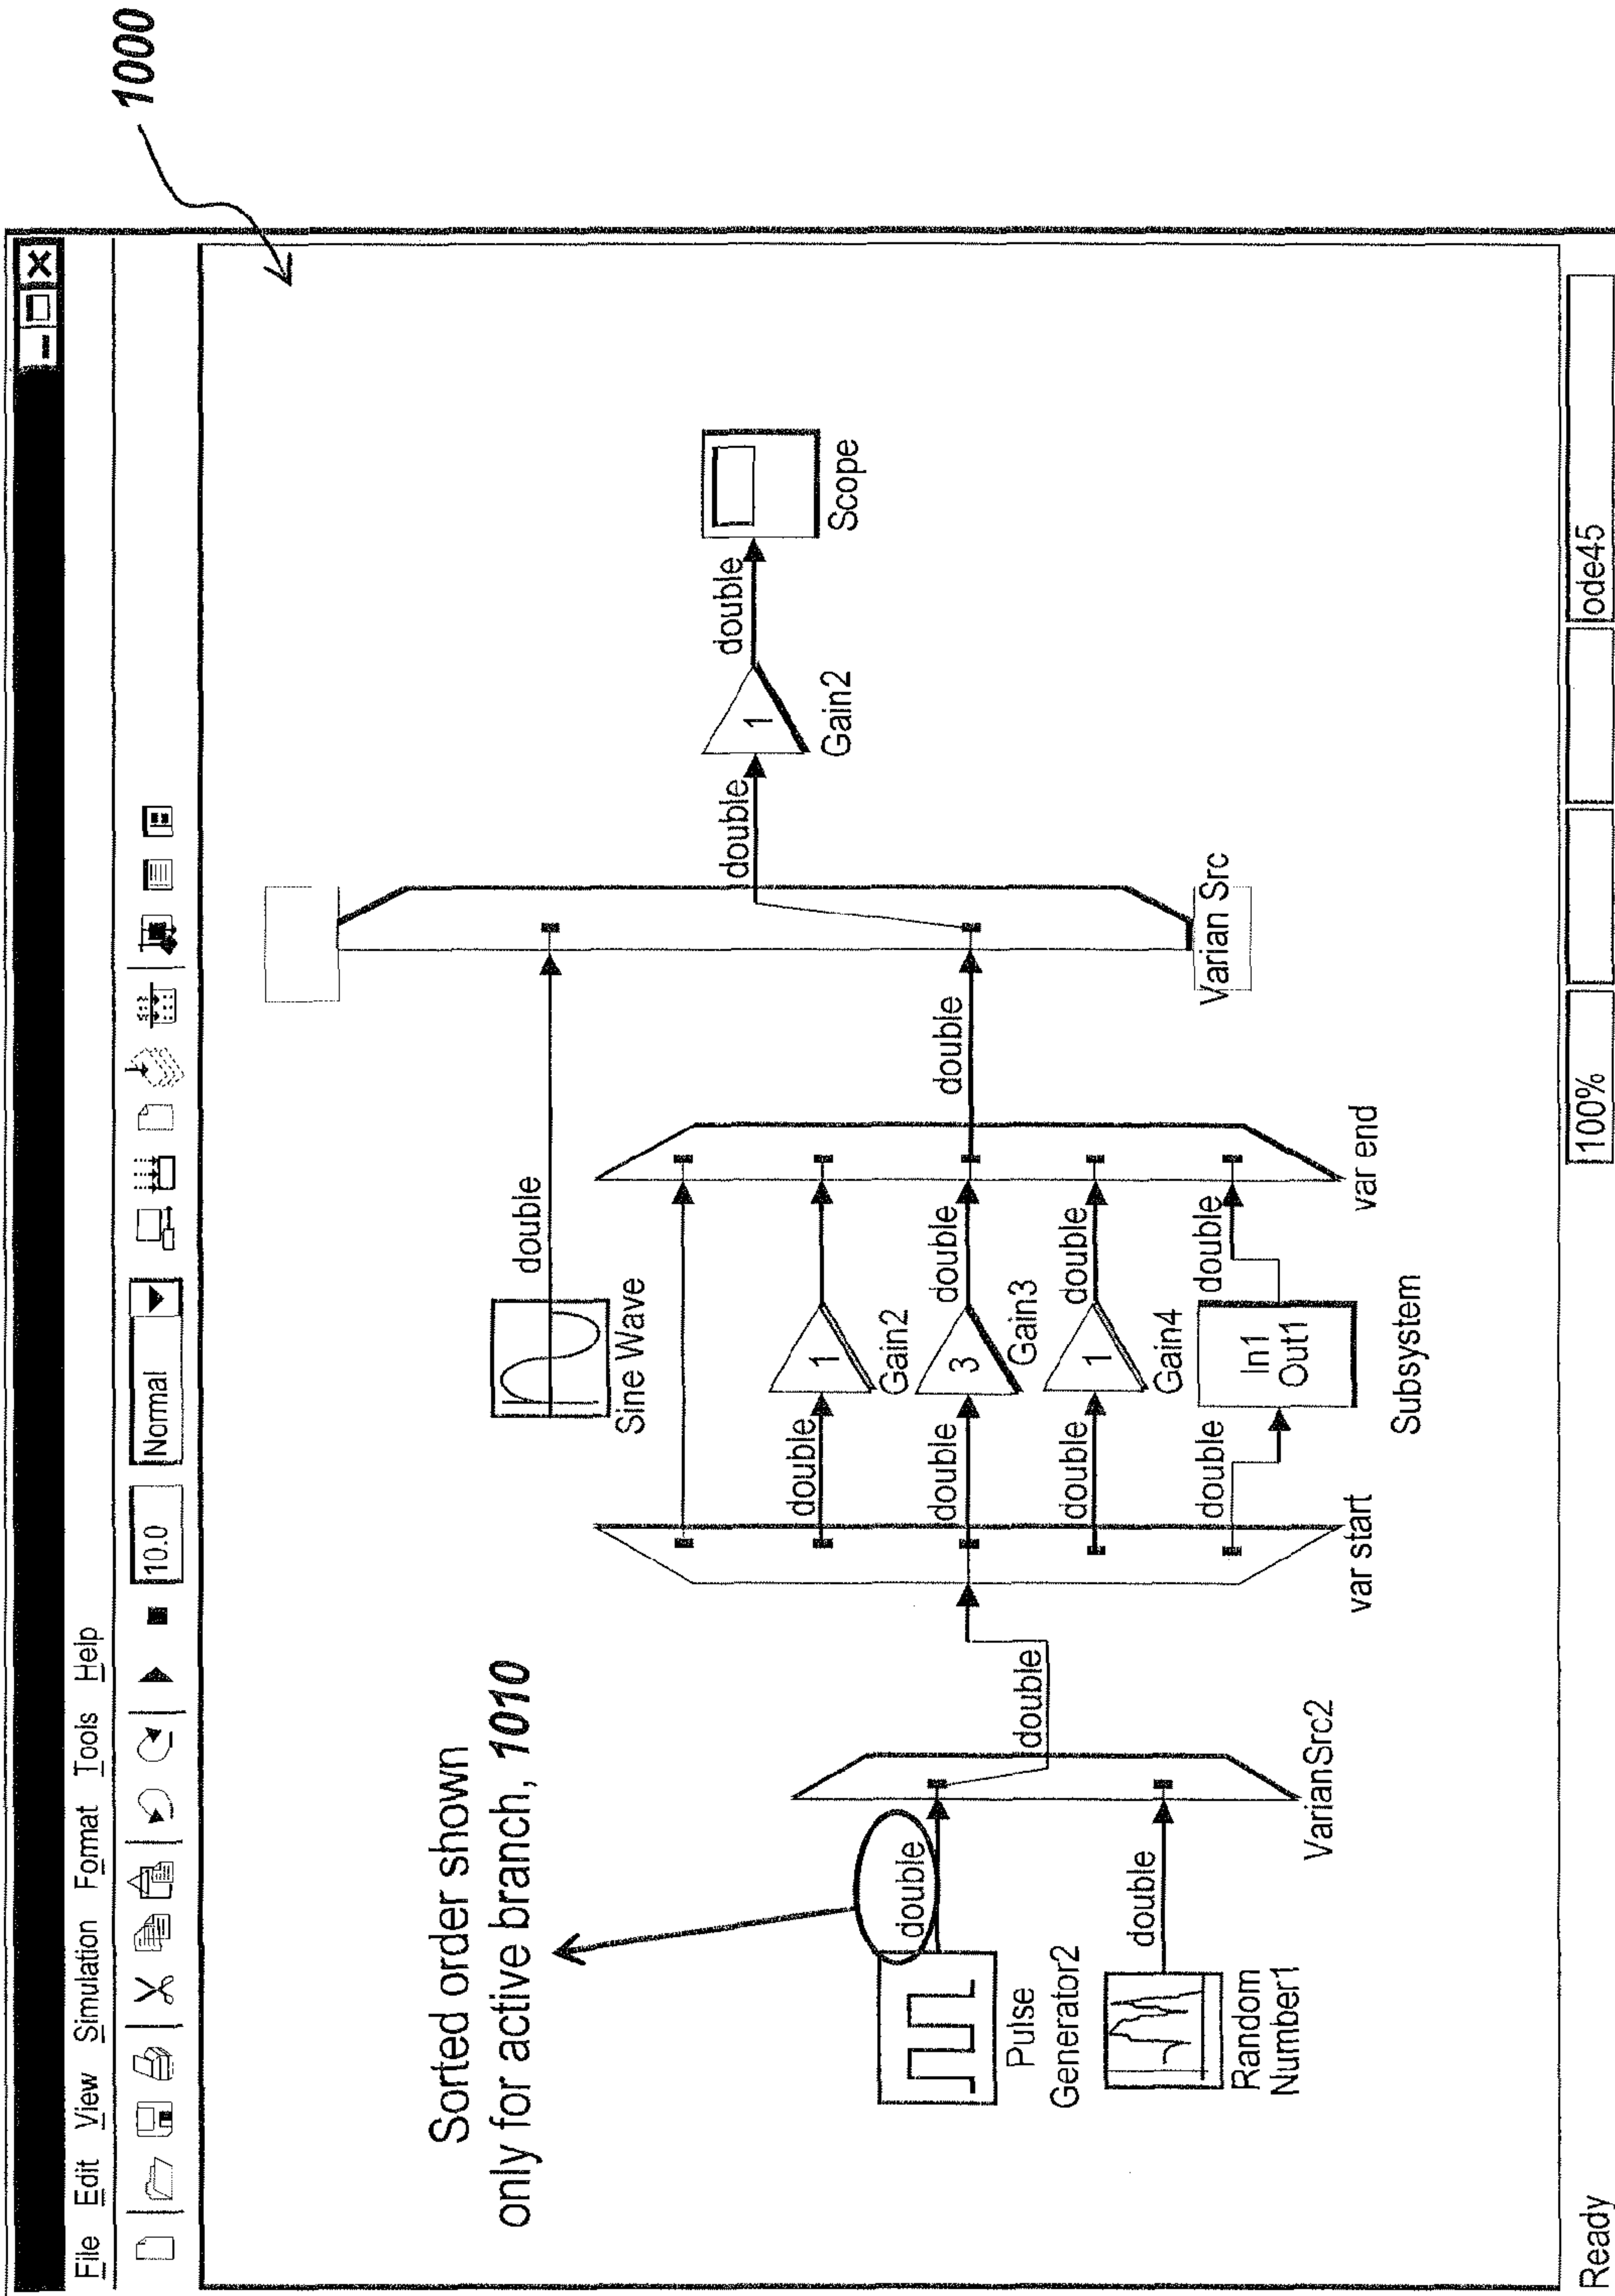 1000
File Edit View Simulation Format Tools Help
10.0 Normal
Sorted order shown
only for active branch, 1010
double
Sine Wave
double
double
1
Gain2
Scope
double
Pulse
Generator2
double
Random
Number1
VarianSrc2
double
var start
double
1
Gain2
double
3
double
Gain3
double
1
double
Gain4
double
In1
Out1
double
Subsystem
var end
double
Varian Src
Ready 100% ode45